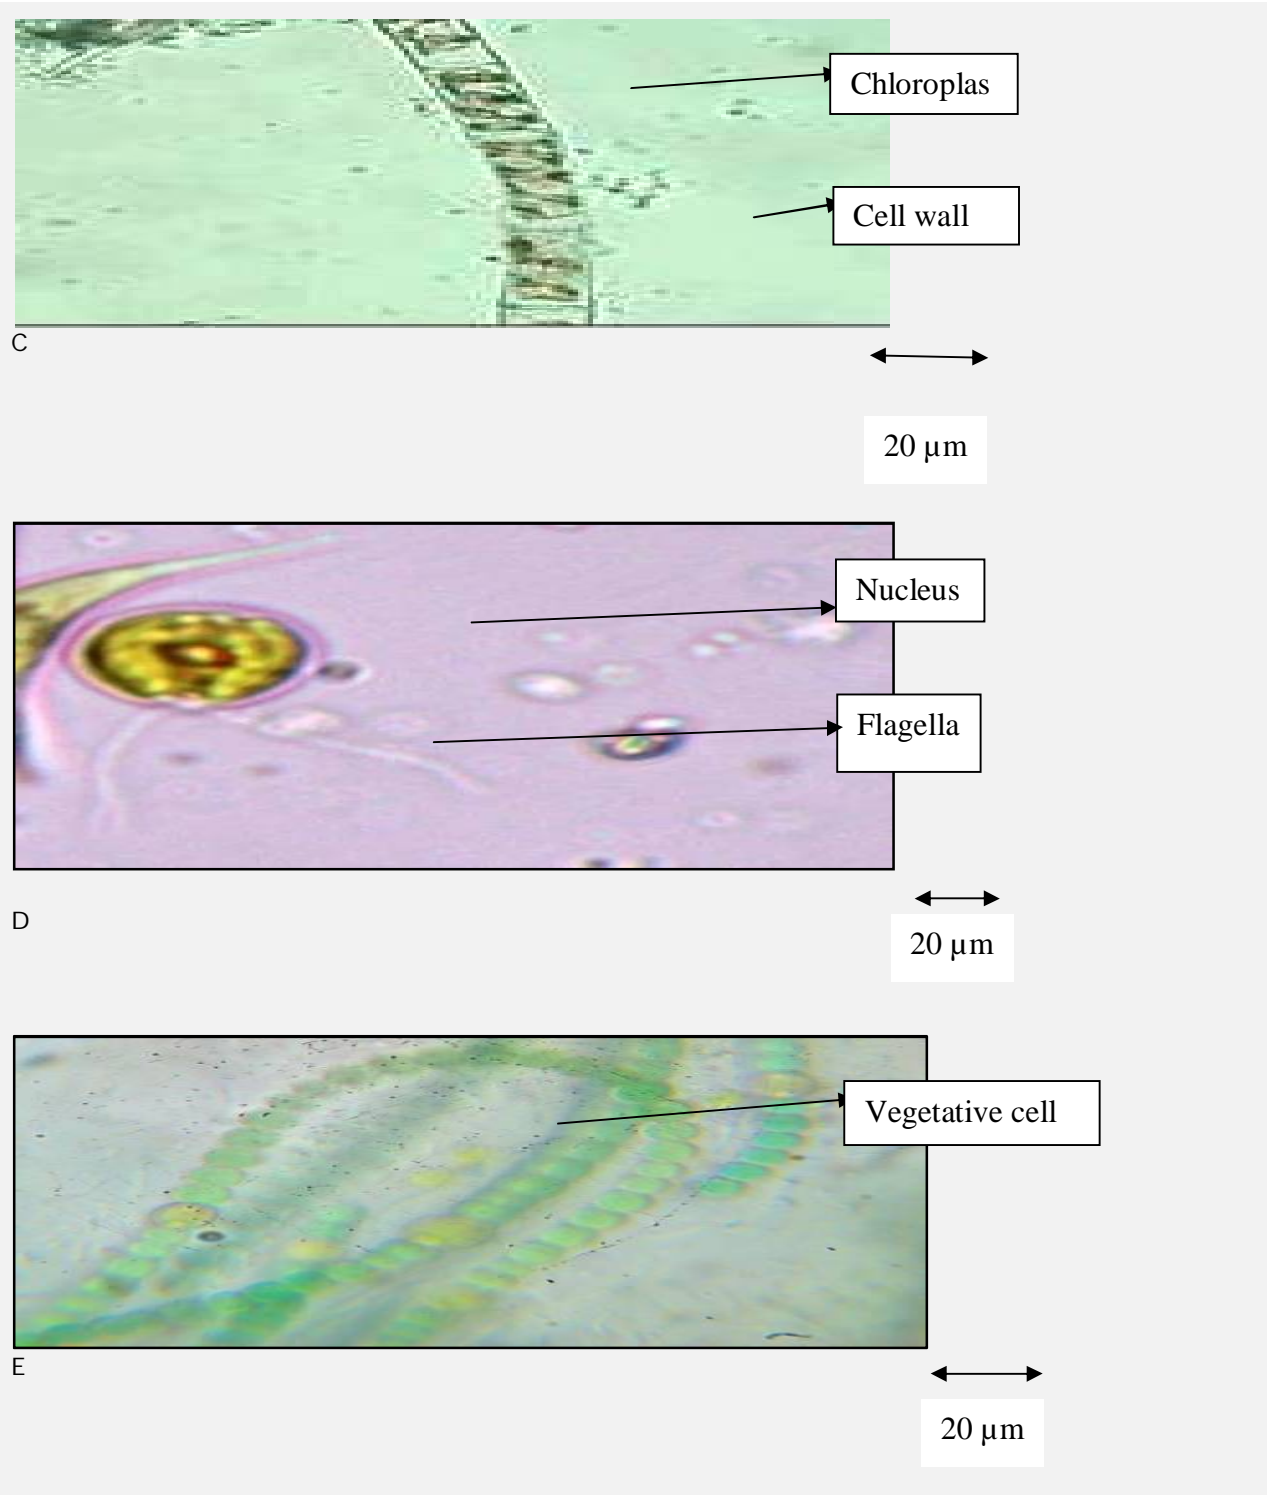 Chloroplas
Cell wall
C
20 µm
Nucleus
Flagella
D
20 µm
Vegetative cell
E
20 µm